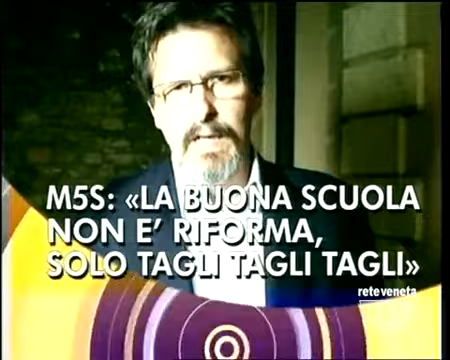 M5S: «LA BUONA SCUOLA
NON E' RIFORMA,
SOLO TAGLI TAGLI TAGLI»
reteveneta